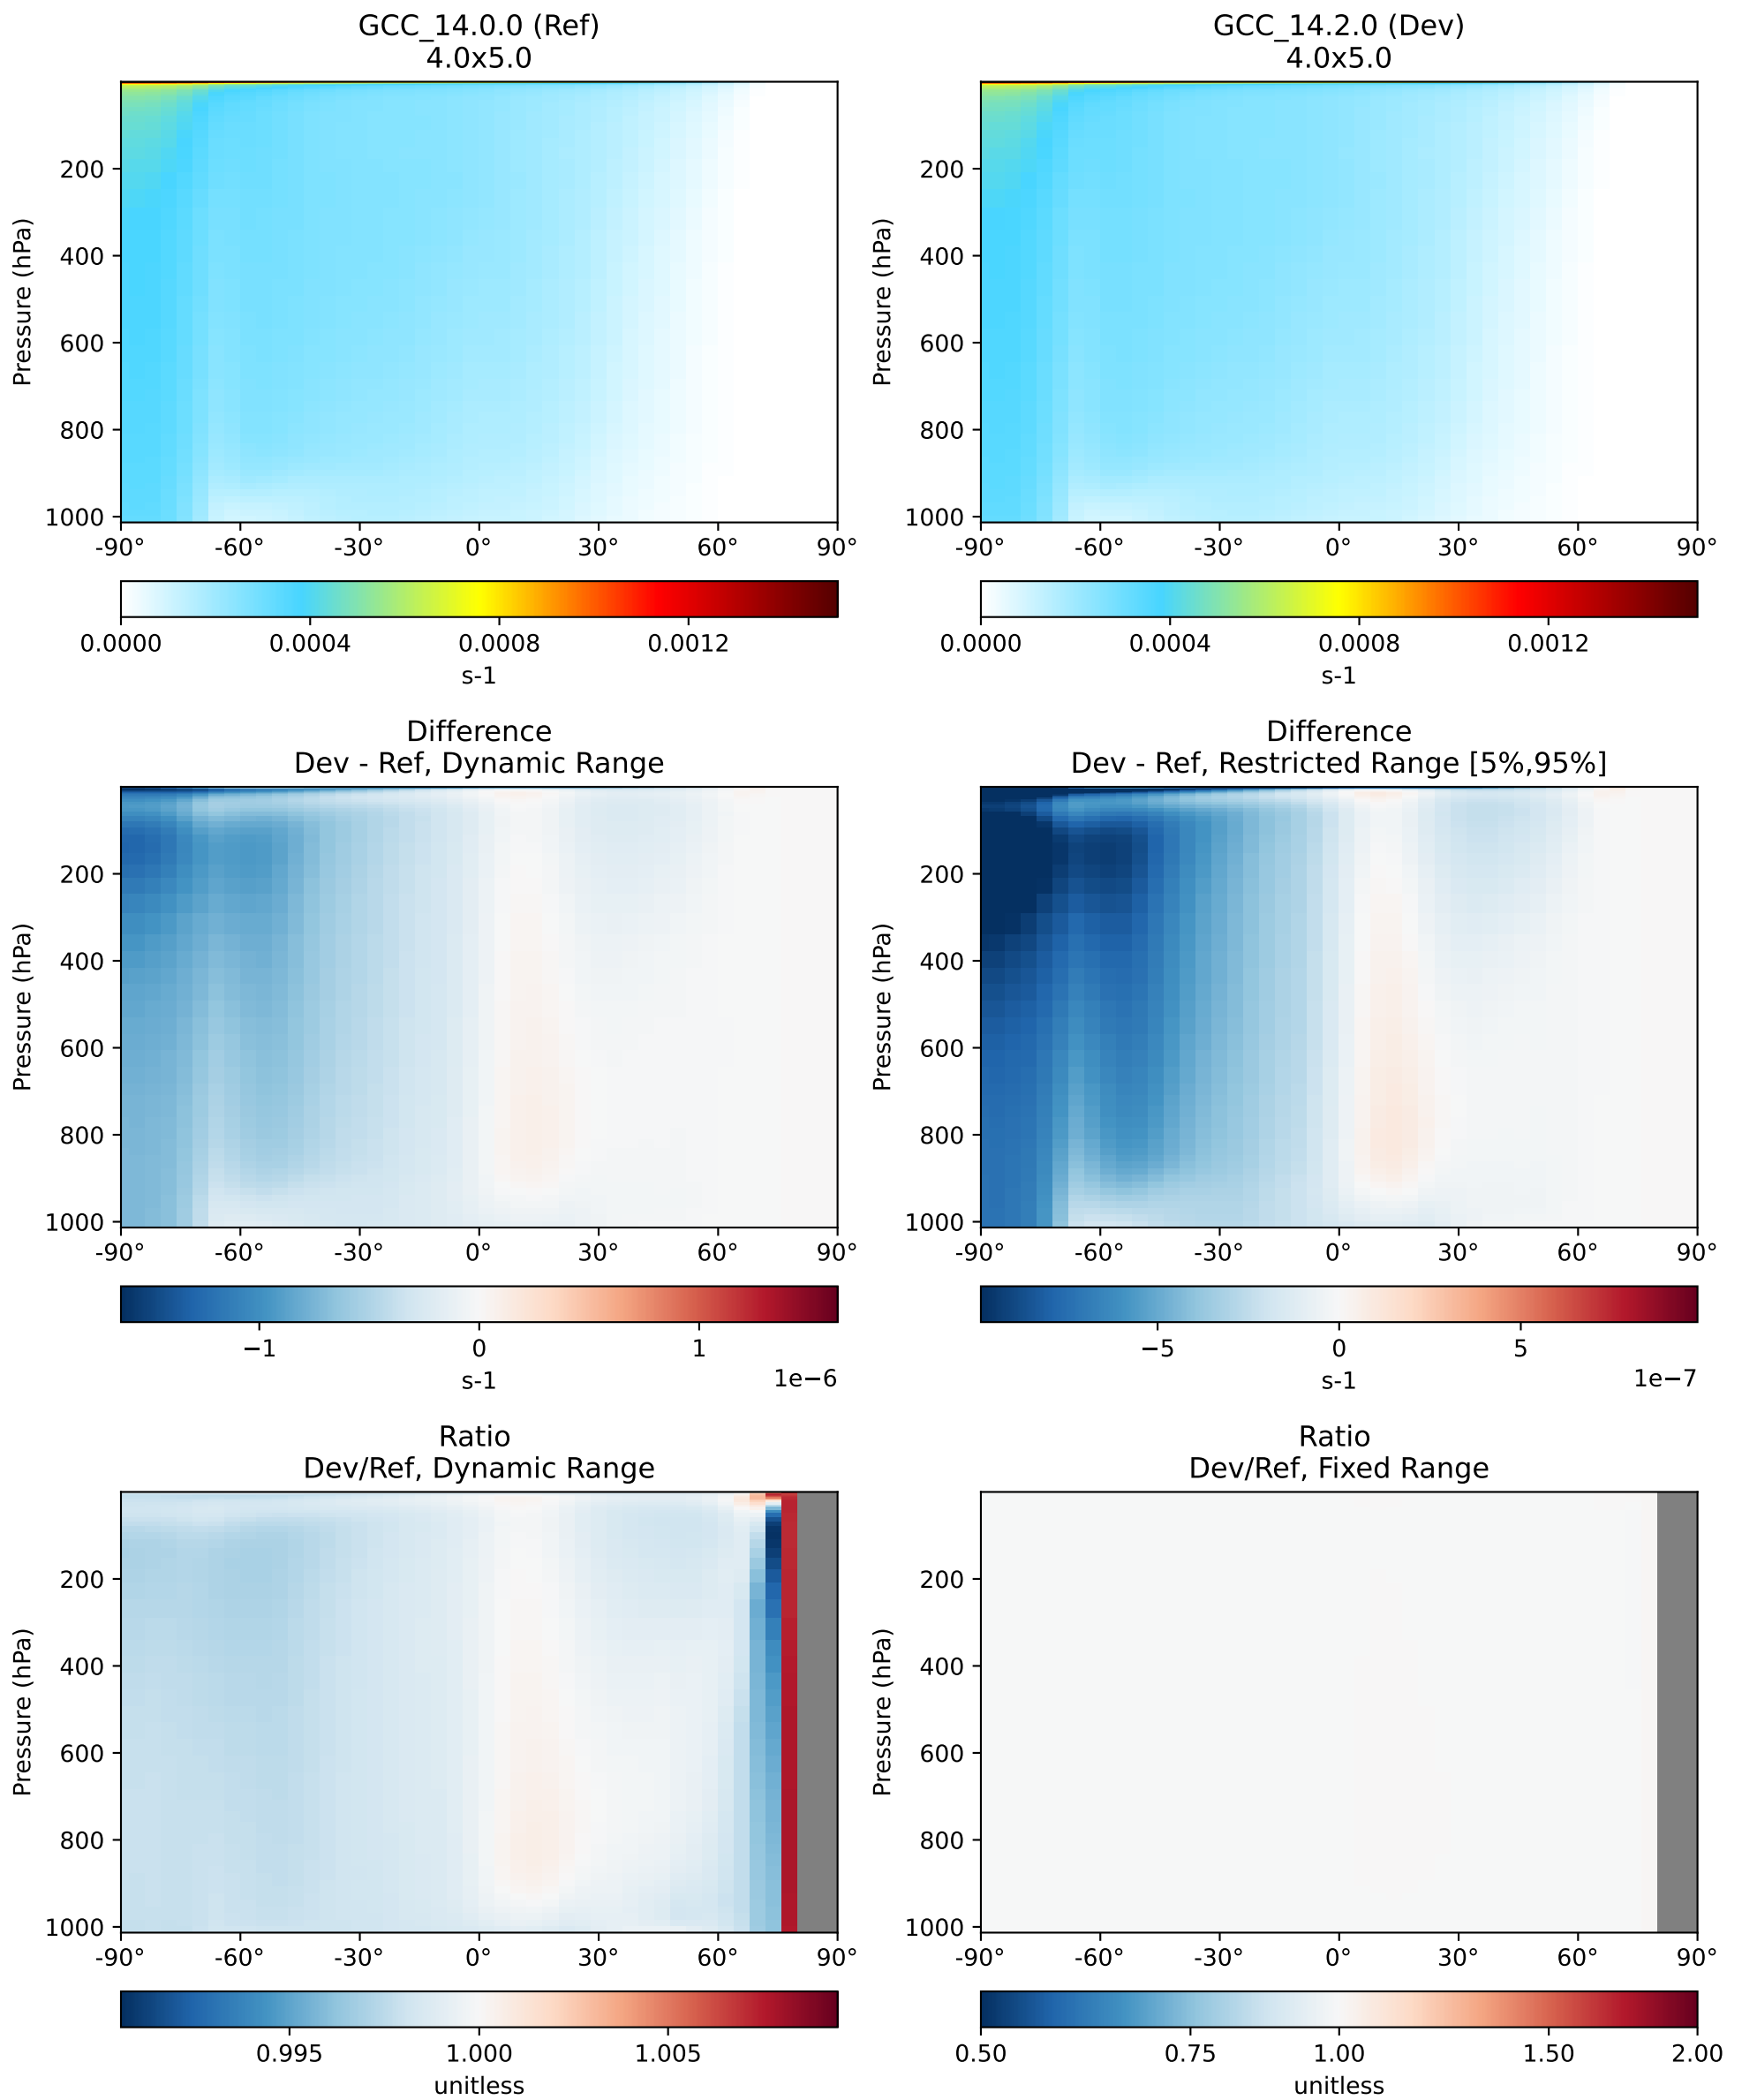 GCC_14.0.0 (Ref)
4.0x5.0
GCC_14.2.0 (Dev)
4.0x5.0
Pressure (hPa)
200
400
600
800
1000
-90° -60° -30° 0° 30° 60° 90°
0.0000 0.0004 0.0008 0.0012
s-1
Pressure (hPa)
200
400
600
800
1000
-90° -60° -30° 0° 30° 60° 90°
0.0000 0.0004 0.0008 0.0012
s-1
Difference
Dev - Ref, Dynamic Range
Difference
Dev - Ref, Restricted Range [5%,95%]
Pressure (hPa)
200
400
600
800
1000
-90° -60° -30° 0° 30° 60° 90°
−1 0 1
s-1 1e−6
Pressure (hPa)
200
400
600
800
1000
-90° -60° -30° 0° 30° 60° 90°
−5 0 5
s-1 1e−7
Ratio
Dev/Ref, Dynamic Range
Ratio
Dev/Ref, Fixed Range
Pressure (hPa)
200
400
600
800
1000
-90° -60° -30° 0° 30° 60° 90°
0.995 1.000 1.005
unitless
Pressure (hPa)
200
400
600
800
1000
-90° -60° -30° 0° 30° 60° 90°
0.50 0.75 1.00 1.50 2.00
unitless